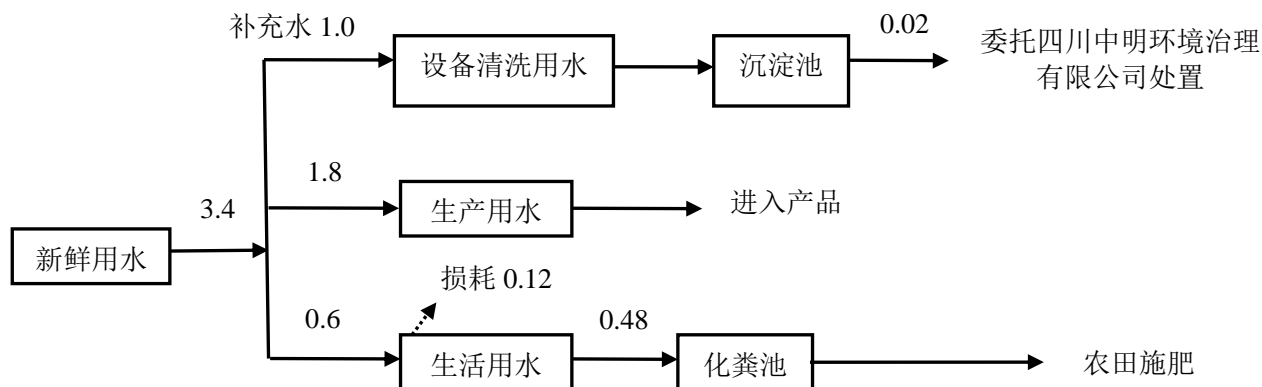 补充水 1.0
0.02
设备清洗用水
沉淀池
委托四川中明环境治理
有限公司处置
1.8
生产用水
进入产品
3.4
新鲜用水
损耗 0.12
0.6
0.48
生活用水
化粪池
农田施肥